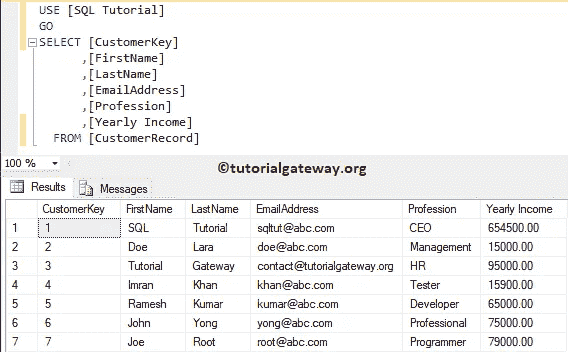 USE [SQL Tutorial]
GO
SELECT [CustomerKey]
,[FirstName]
,[LastName]
,[EmailAddress]
,[Profession]
,[Yearly Income]
FROM [CustomerRecord]
100 %
©tutorialgateway.org
Results Messages
CustomerKey FirstName LastName EmailAddress Profession Yearly Income
1 1 SQL Tutorial sqltut@abc.com CEO 654500.00
2 2 Doe Lara doe@abc.com Management 15000.00
3 3 Tutorial Gateway contact@tutorialgateway.org HR 95000.00
4 4 Imran Khan khan@abc.com Tester 15900.00
5 5 Ramesh Kumar kumar@abc.com Developer 65000.00
6 6 John Yong yong@abc.com Professional 75000.00
7 7 Joe Root root@abc.com Programmer 79000.00